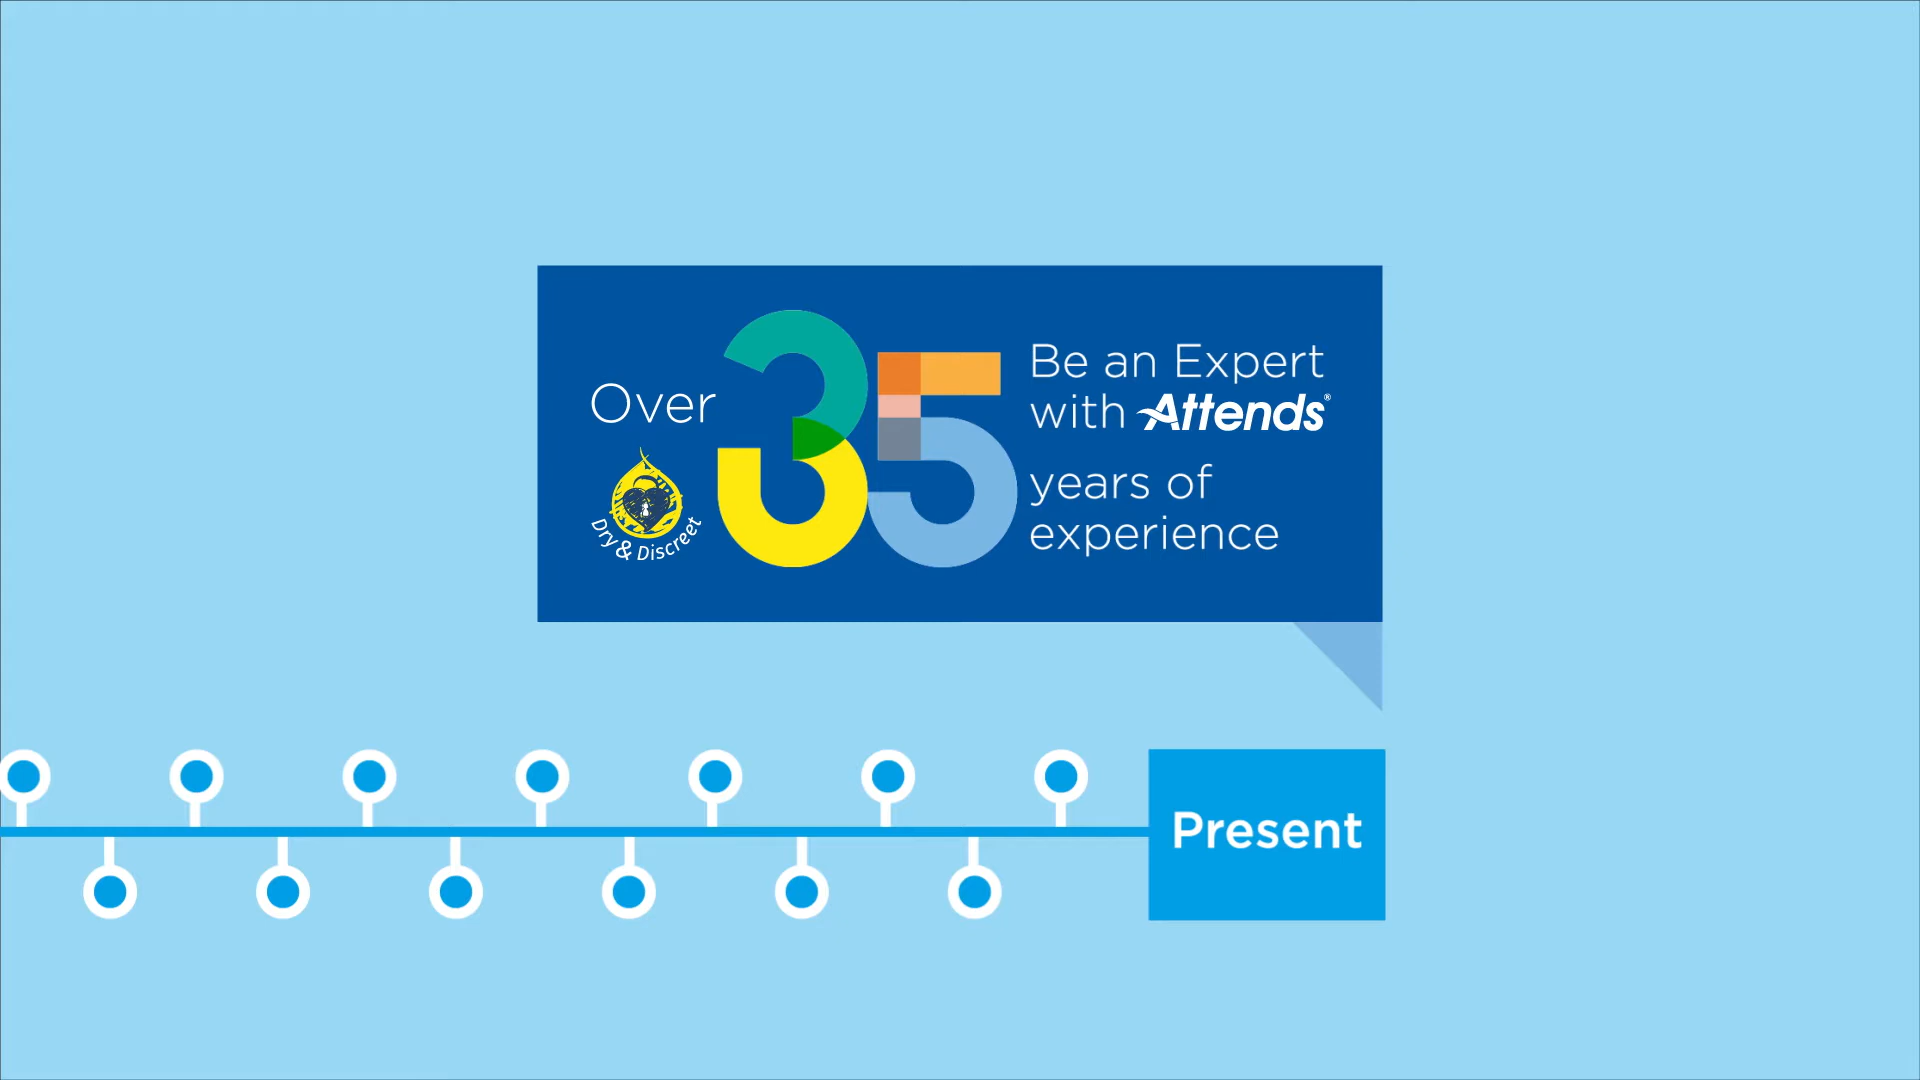 Over
35
Be an Expert
with Attends®
years of
experience
Dry & Discreet
Present